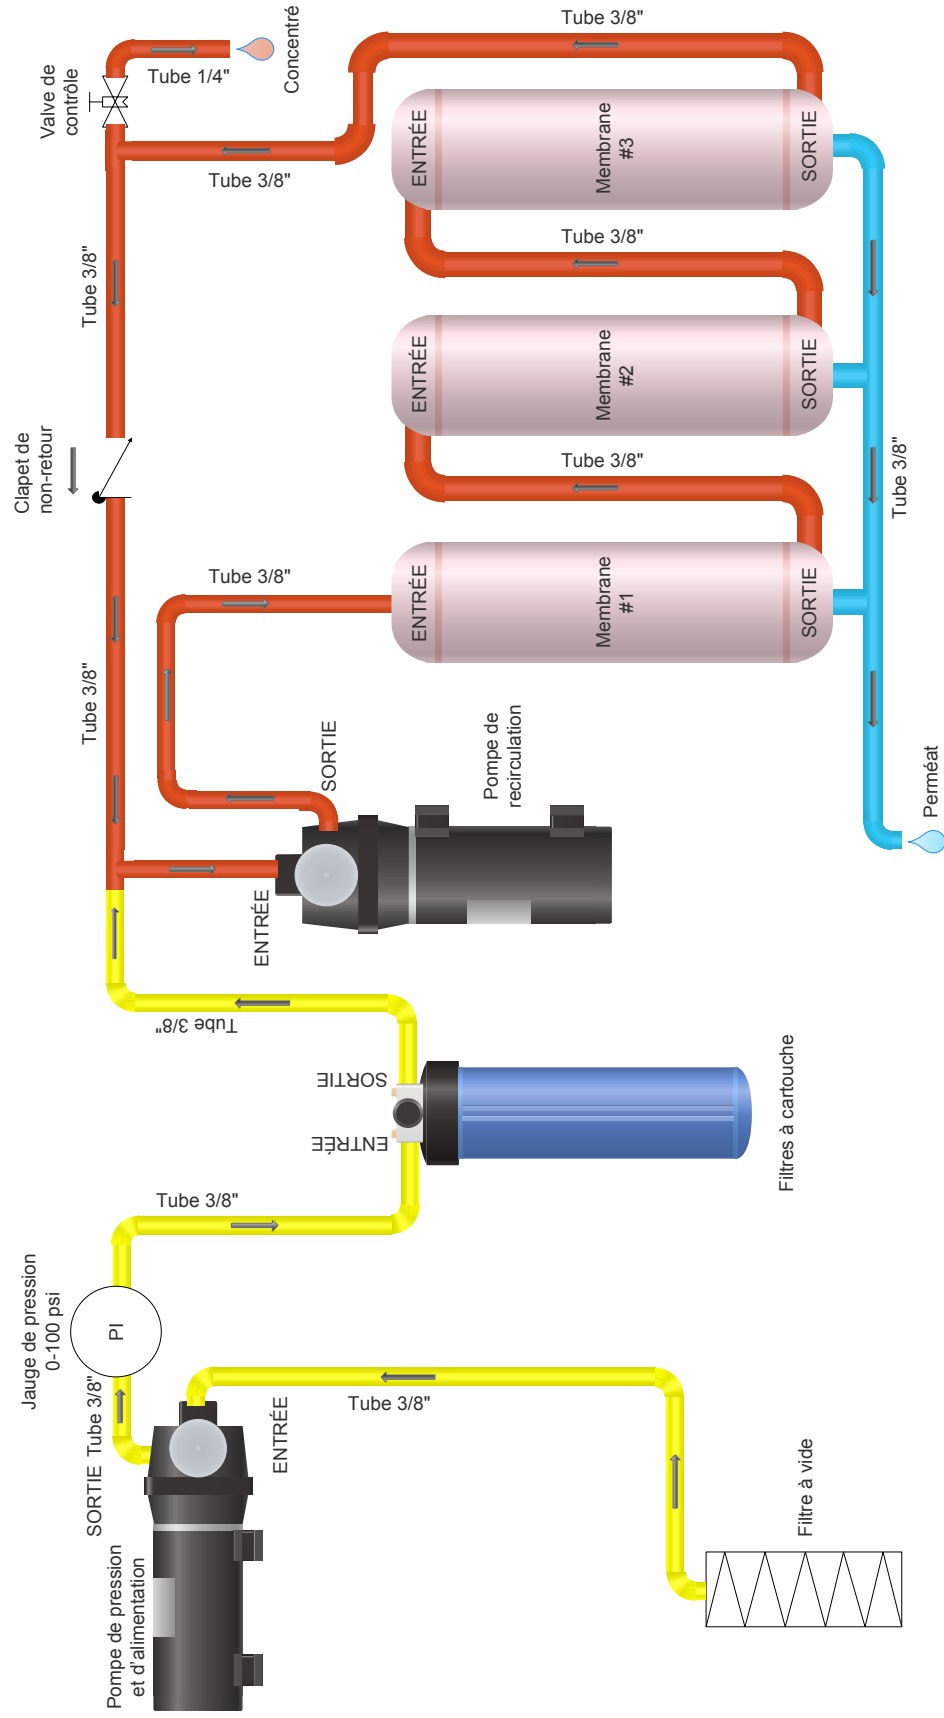 Pompe de pression
et d'alimentation
SORTIE
Tube 3/8"
Jauge de pression
0-100 psi
PI
ENTRÉE
Tube 3/8"
Filtre à vide
Tube 3/8"
ENTRÉE
SORTIE
Filtres à cartouche
Tube 3/8"
ENTRÉE
SORTIE
Pompe de
recirculation
Tube 3/8"
Tube 3/8"
Clapet de
non-retour
Tube 3/8"
Valve de
contrôle
Tube 1/4"
Concentré
Tube 3/8"
Tube 3/8"
ENTRÉE
Membrane
#1
SORTIE
Tube 3/8"
ENTRÉE
Membrane
#2
SORTIE
Tube 3/8"
ENTRÉE
Membrane
#3
SORTIE
Tube 3/8"
Perméat